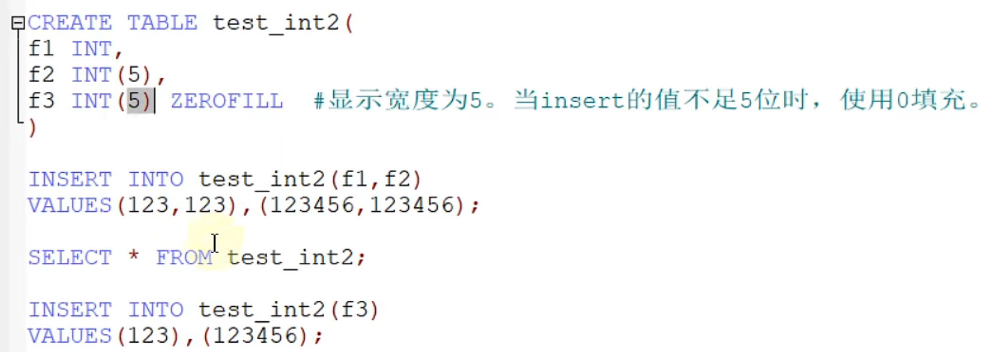 CREATE TABLE test_int2(
f1 INT,
f2 INT(5),
f3 INT(5) ZEROFILL #显示宽度为5。当insert的值不足5位时，使用0填充。
)
INSERT INTO test_int2(f1,f2)
VALUES(123,123),(123456,123456);
SELECT * FROM test_int2;
INSERT INTO test_int2(f3)
VALUES(123),(123456);